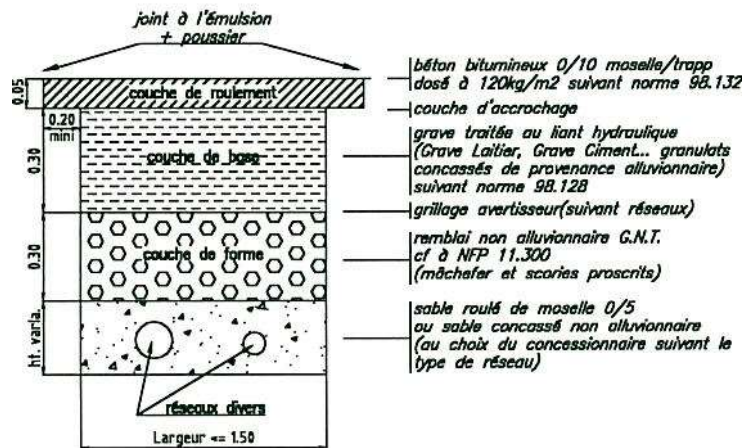 joint à l'émulsion
+ poussier
béton bitumineux 0/10 moselle/trapp
dosé à 120kg/m2 suivant norme 98.132
0.05
couche de roulement
couche d'accrochage
0.20
mini
grave traitée au liant hydraulique
(Grave Laitier, Grave Ciment... granulats
concassés de provenance alluvionnaire)
suivant norme 98.128
0.30
couche de base
grillage avertisseur(suivant réseaux)
0.30
couche de forme
remblai non alluvionnaire G.N.T.
cf à NFP 11.300
(mâchefer et scories proscrits)
ht. varia.
sable roulé de moselle 0/5
ou sable concassé non alluvionnaire
(au choix du concessionnaire suivant le
type de réseau)
réseaux divers
Largeur <= 1.50